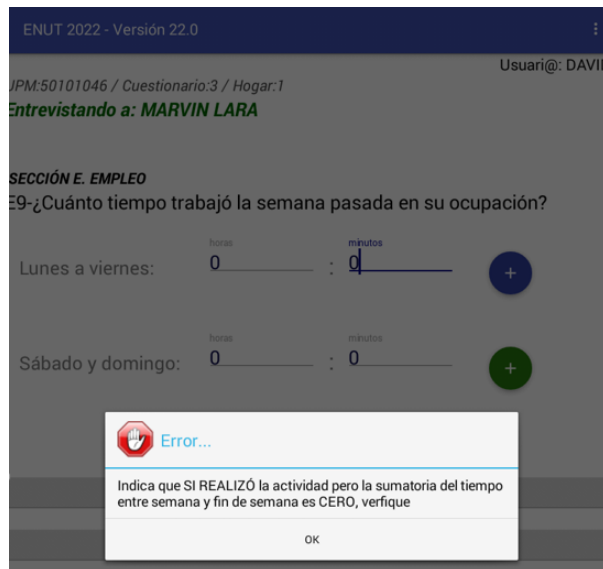 ENUT 2022 - Versión 22.0
Usuari@: DAVI
UPM:50101046 / Cuestionario:3 / Hogar:1
Entrevistando a: MARVIN LARA
SECCIÓN E. EMPLEO
E9-¿Cuánto tiempo trabajó la semana pasada en su ocupación?
horas minutos
Lunes a viernes: 0 : 0 +
horas minutos
Sábado y domingo: 0 : 0 +
Error...
Indica que SI REALIZÓ la actividad pero la sumatoria del tiempo
entre semana y fin de semana es CERO, verfique
OK